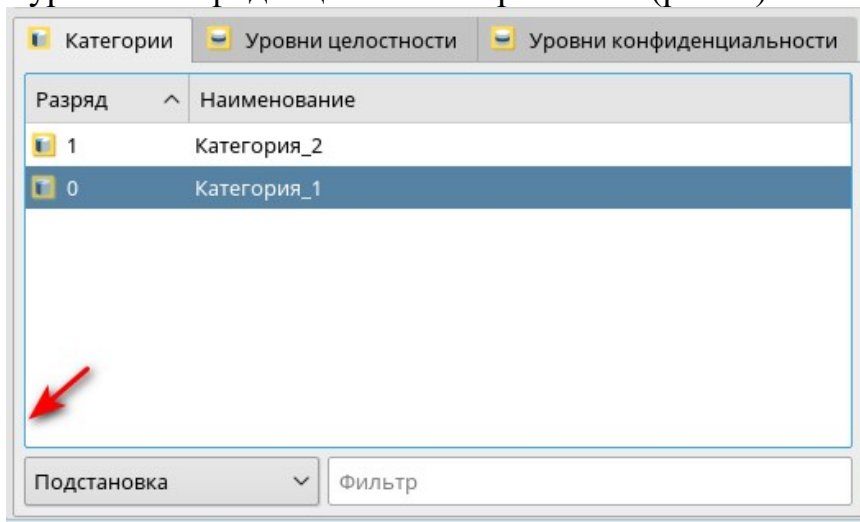 Категории Уровни целостности Уровни конфиденциальности
Разряд Наименование
1 Категория_2
0 Категория_1
Подстановка Фильтр